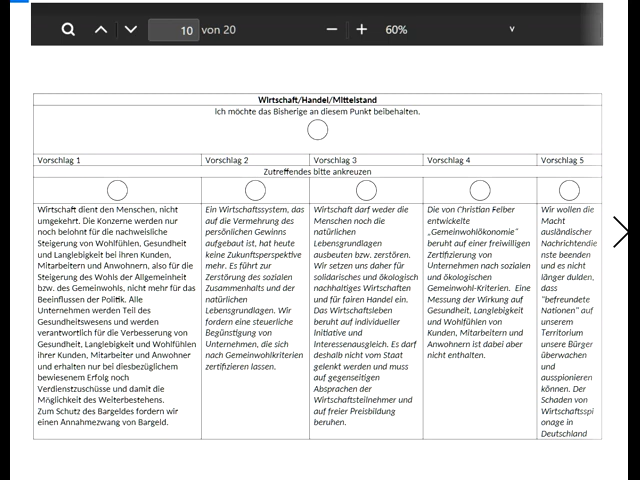 10 von 20
60%
Wirtschaft/Handel/Mittelstand
Ich möchte das Bisherige an diesem Punkt beibehalten.
Vorschlag 1
Vorschlag 2
Vorschlag 3
Vorschlag 4
Vorschlag 5
Zutreffendes bitte ankreuzen
Wirtschaft dient den Menschen, nicht
umgekehrt. Die Konzerne werden nur
noch belohnt für die nachweisliche
Steigerung von Wohlfühlen, Gesundheit
und Langlebigkeit bei ihren Kunden,
Mitarbeitern und Anwohnern, also für die
Steigerung des Wohls der Allgemeinheit
bzw. des Gemeinwohls, nicht mehr für das
Beeinflussen der Politik. Alle
Unternehmen werden Teil des
Gesundheitswesens und werden
verantwortlich für die Verbesserung von
Gesundheit, Langlebigkeit und Wohlfühlen
ihrer Kunden, Mitarbeiter und Anwohner
und erhalten nur bei diesbezüglichem
bewiesenem Erfolg noch
Verdienstzuschüsse und damit die
Möglichkeit des Weiterbestehens.
Zum Schutz des Bargeldes fordern wir
einen Annahmezwang von Bargeld.
Ein Wirtschaftssystem, das
auf die Vermehrung des
persönlichen Gewinns
aufgebaut ist, hat heute
keine Zukunftsperspektive
mehr. Es führt zur
Zerstörung des sozialen
Zusammenhalts und der
natürlichen
Lebensgrundlagen. Wir
fordern eine steuerliche
Begünstigung von
Unternehmen, die sich
nach Gemeinwohlkriterien
zertifizieren lassen.
Wirtschaft darf weder die
Menschen noch die
natürlichen
Lebensgrundlagen
ausbeuten bzw. zerstören.
Wir setzen uns daher für
solidarisches und ökologisch
nachhaltiges Wirtschaften
und für fairen Handel ein.
Das Wirtschaftsleben
beruht auf individueller
Initiative und
Interessenausgleich. Es darf
deshalb nicht vom Staat
gelenkt werden und muss
auf gegenseitigen
Absprachen der
Wirtschaftsteilnehmer und
auf freier Preisbildung
beruhen.
Die von Christian Felber
entwickelte
„Gemeinwohlökonomie“
beruht auf einer freiwilligen
Zertifizierung von
Unternehmen nach sozialen
und ökologischen
Gemeinwohl-Kriterien. Eine
Messung der Wirkung auf
Gesundheit, Langlebigkeit
und Wohlfühlen von
Kunden, Mitarbeitern und
Anwohnern ist dabei aber
nicht enthalten.
Wir wollen die
Macht
ausländischer
Nachrichtendie
nste beenden
und es nicht
länger dulden,
dass
"befreundete
Nationen" auf
unserem
Territorium
unsere Bürger
überwachen
und
ausspionieren
können. Der
Schaden von
Wirtschaftsspi
onage in
Deutschland